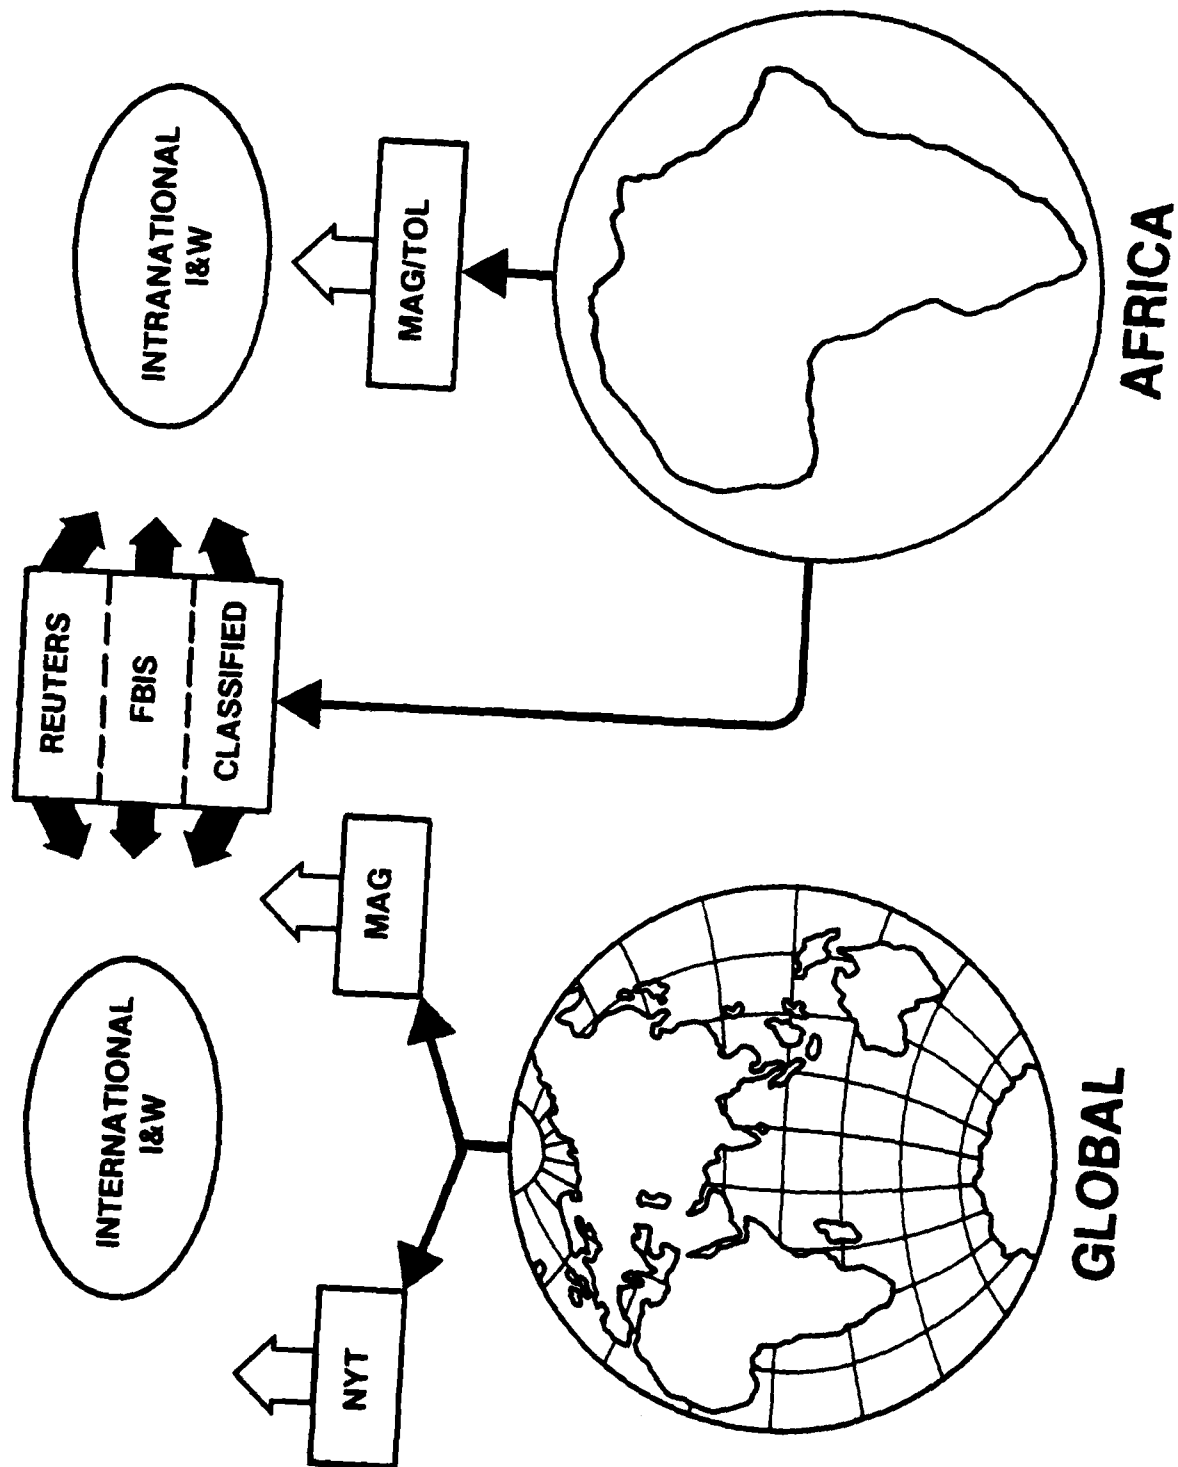 INTERNATIONAL
I&W
REUTERS
FBIS
CLASSIFIED
INTRANATIONAL
I&W
NYT
MAG
MAG/TOL
GLOBAL
AFRICA